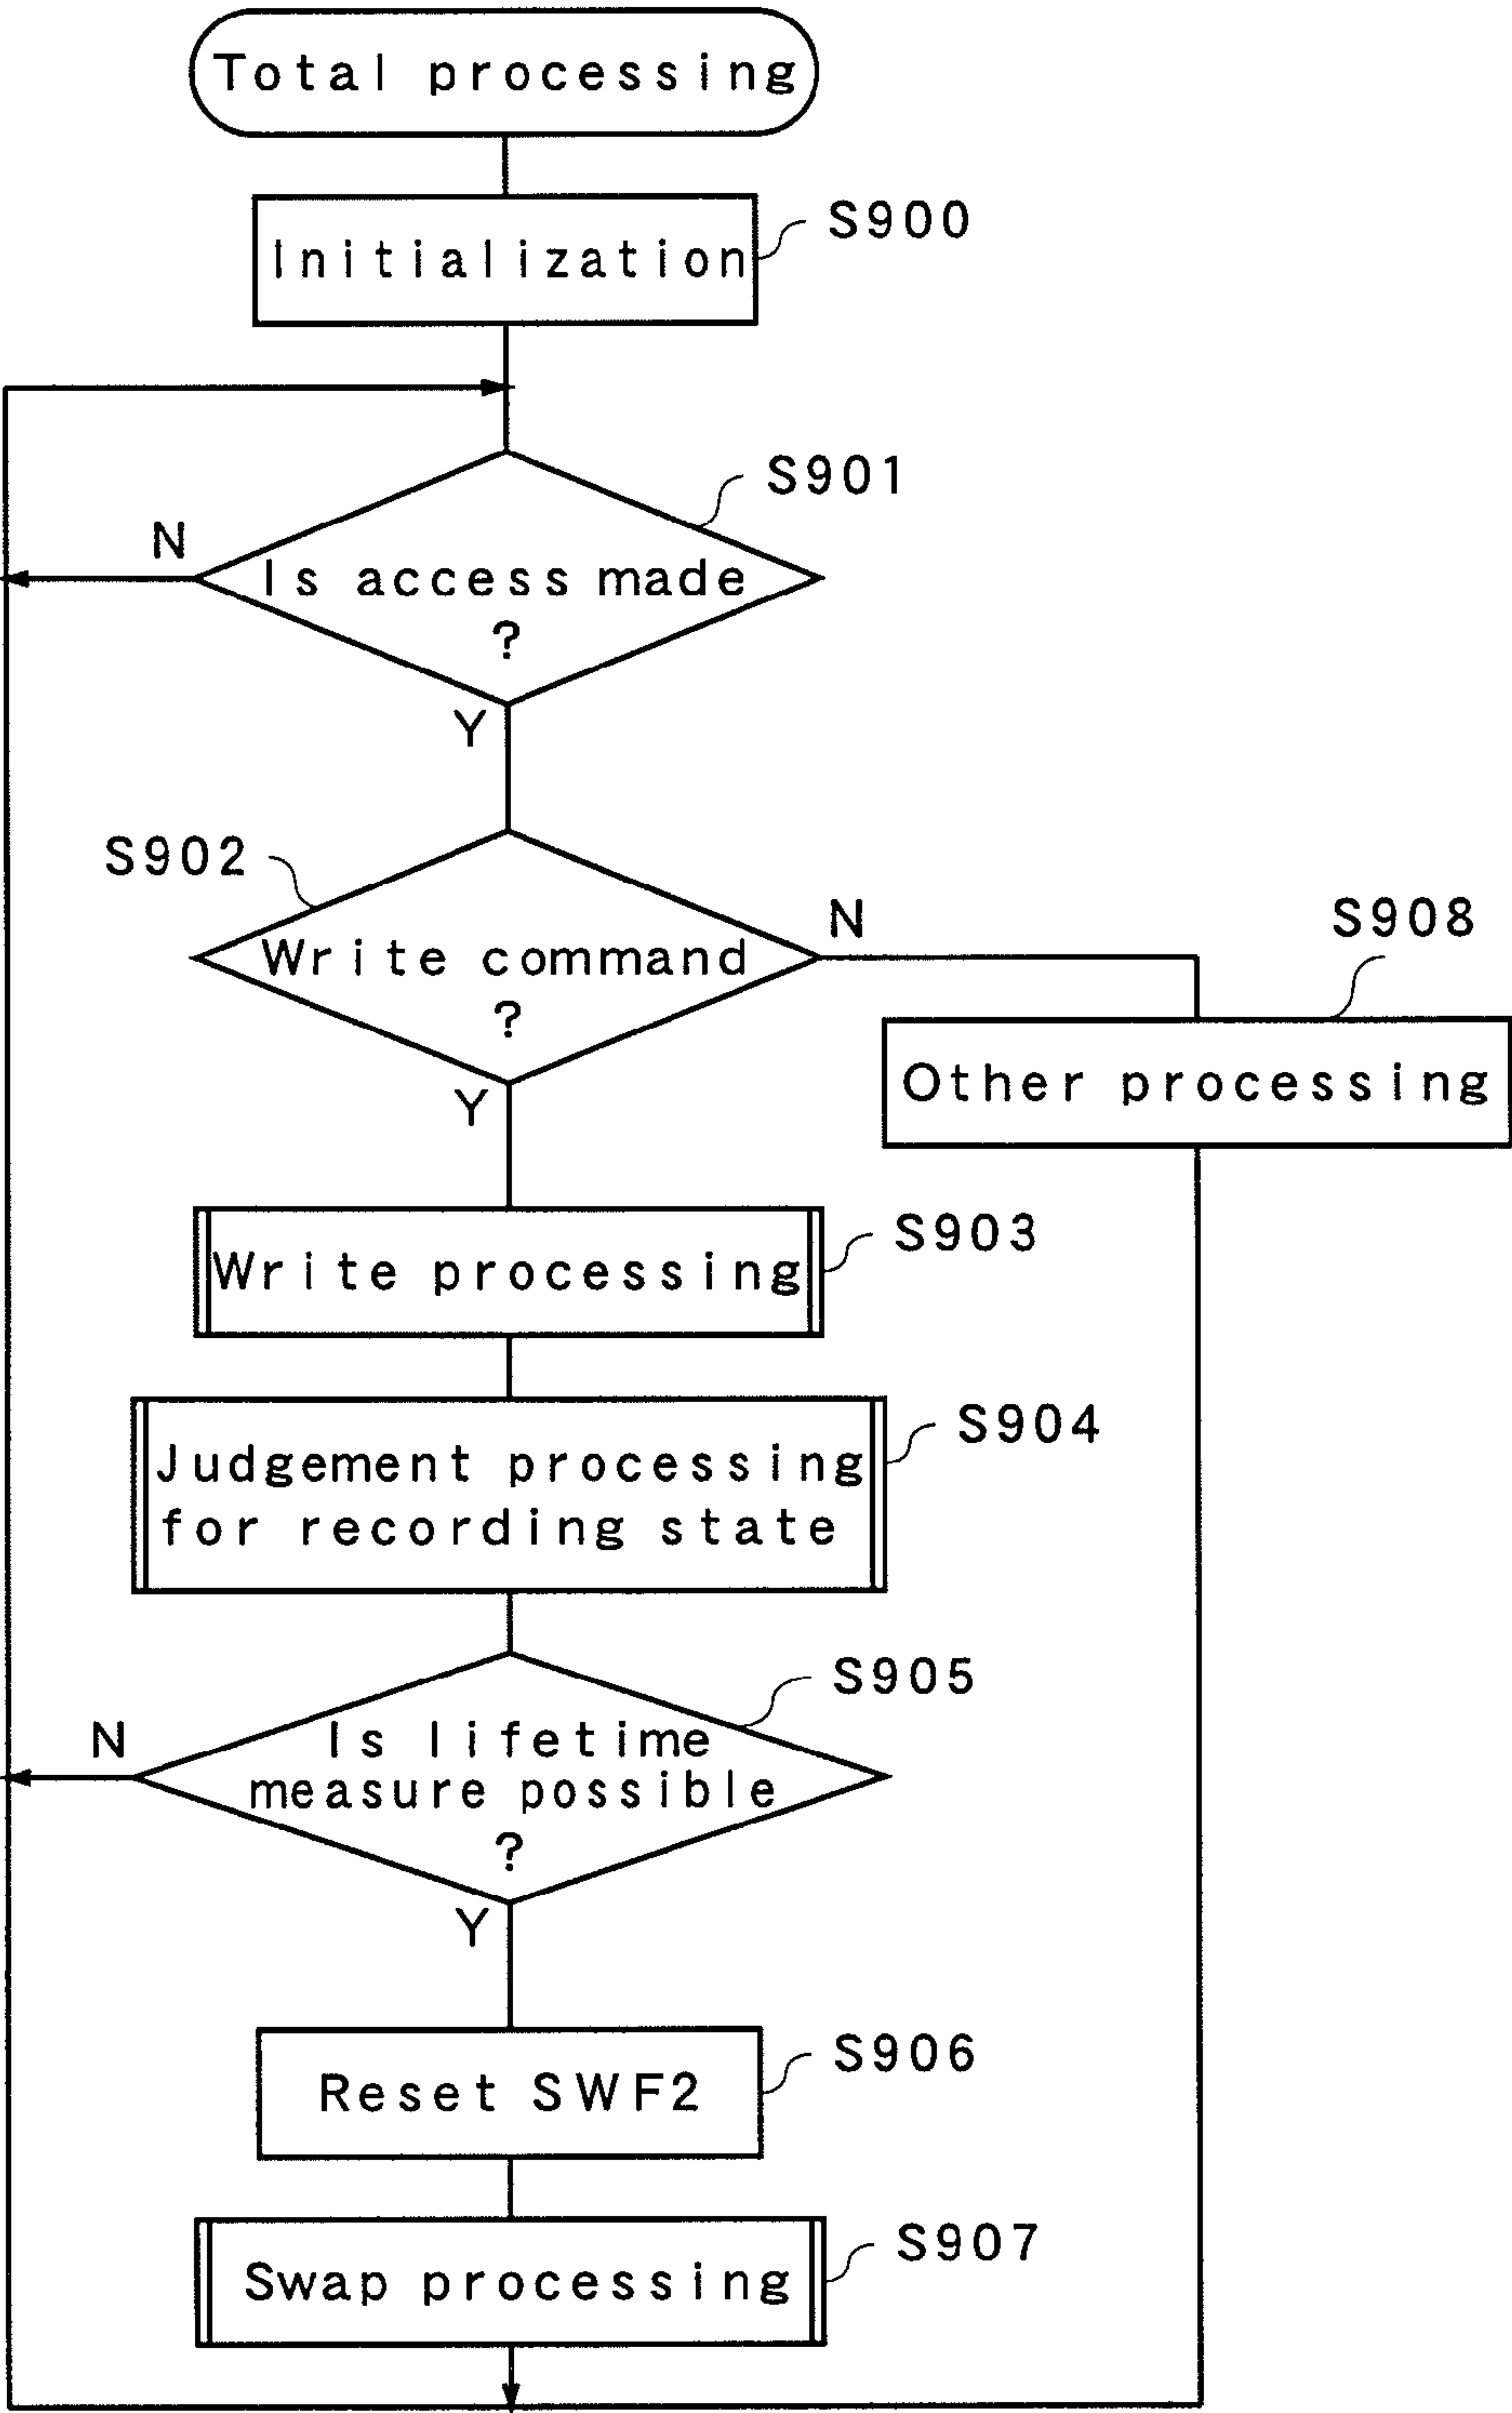 Total processing
Initialization
S900
S901
N
Is access made
?
Y
S902
N
S908
Write command
?
Other processing
Y
S903
Write processing
S904
Judgement processing
for recording state
S905
N
Is lifetime
measure possible
?
Y
S906
Reset SWF2
S907
Swap processing